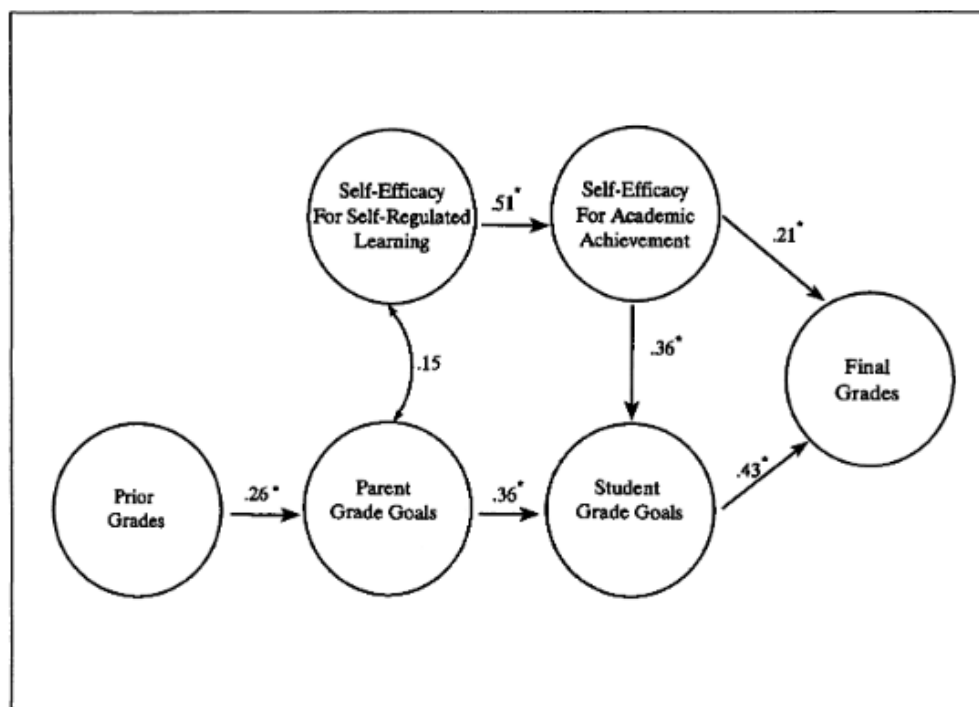 Self-Efficacy
For Self-Regulated
Learning
.51*
Self-Efficacy
For Academic
Achievement
.21*
.15
.36*
Final
Grades
Prior
Grades
.26*
Parent
Grade Goals
.36*
Student
Grade Goals
.43*